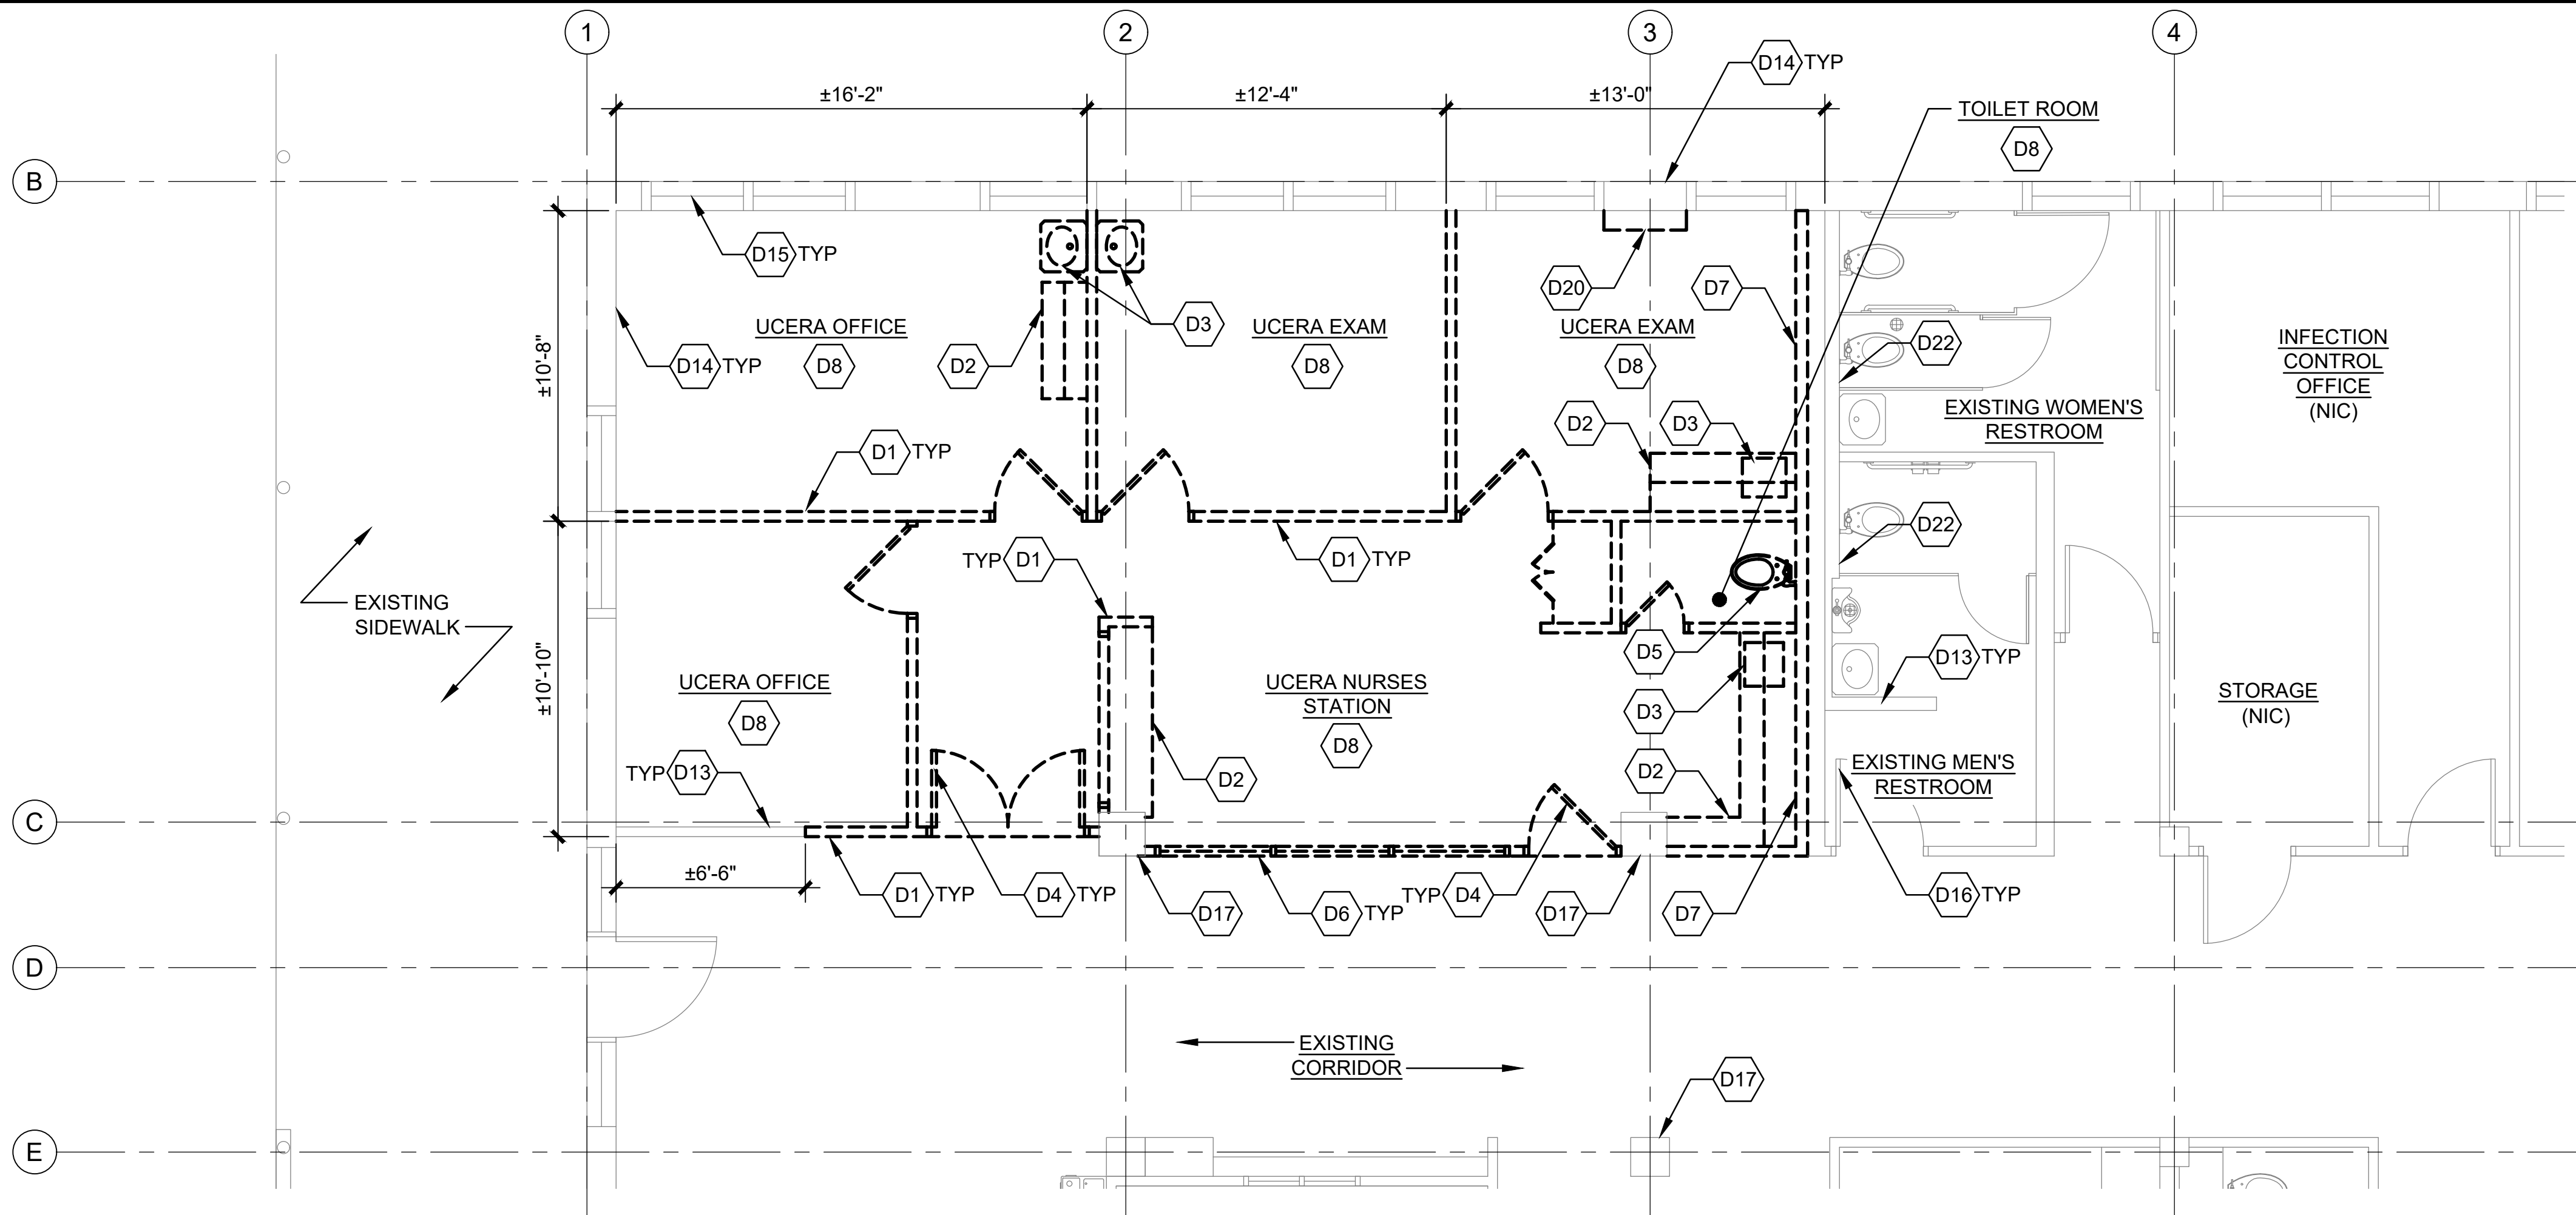 1
2
3
4
D14 TYP
±16'-2"
±12'-4"
±13'-0"
TOILET ROOM
D8
B
D15 TYP
D20
D7
D3
UCERA OFFICE
D8
UCERA EXAM
D8
UCERA EXAM
D8
D14 TYP
D2
D22
INFECTION
CONTROL
OFFICE
(NIC)
±10'-8"
D2
D3
EXISTING WOMEN'S
RESTROOM
D1 TYP
D22
TYP D1
D1 TYP
EXISTING
SIDEWALK
D5
D13 TYP
±10'-10"
UCERA OFFICE
D8
UCERA NURSES
STATION
D8
D3
STORAGE
(NIC)
TYP D13
D2
D2
EXISTING MEN'S
RESTROOM
C
±6'-6"
D1 TYP
D4 TYP
D17
D6 TYP
TYP D4
D17
D7
D16 TYP
D
EXISTING
CORRIDOR
D17
E